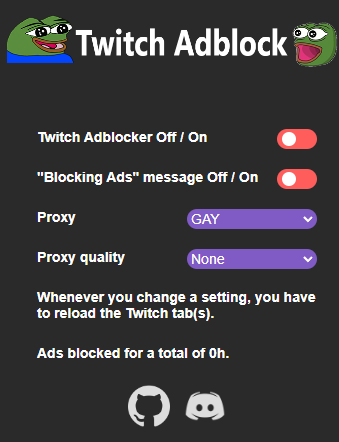 Twitch Adblock
Twitch Adblocker Off / On
"Blocking Ads" message Off / On
Proxy
GAY
Proxy quality
None
Whenever you change a setting, you have
to reload the Twitch tab(s).
Ads blocked for a total of 0h.